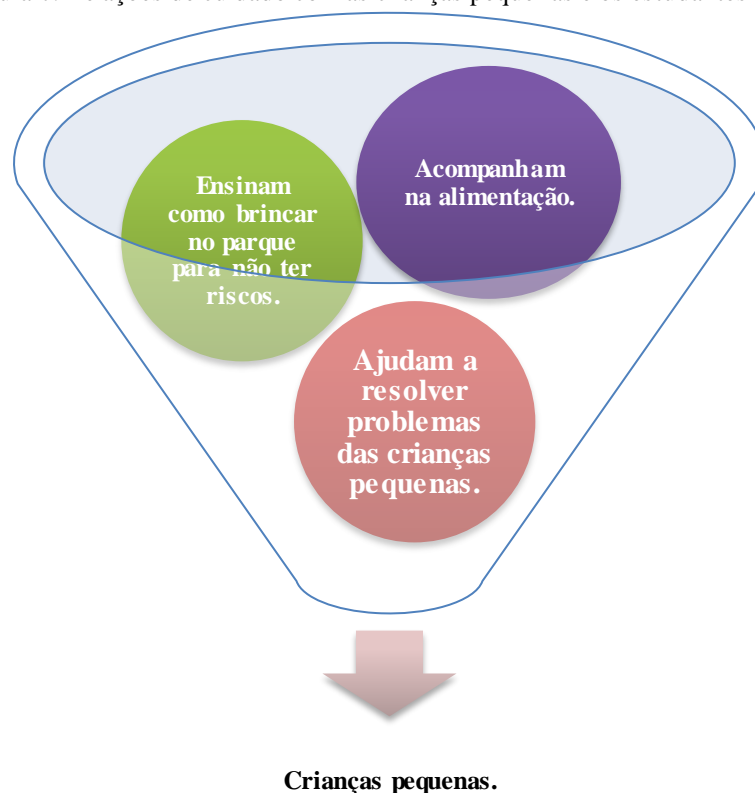 Ensinam
como brincar
no parque
para não ter
riscos.
Acompanham
na alimentação.
Ajudam a
resolver
problemas
das crianças
pequenas.
Crianças pequenas.